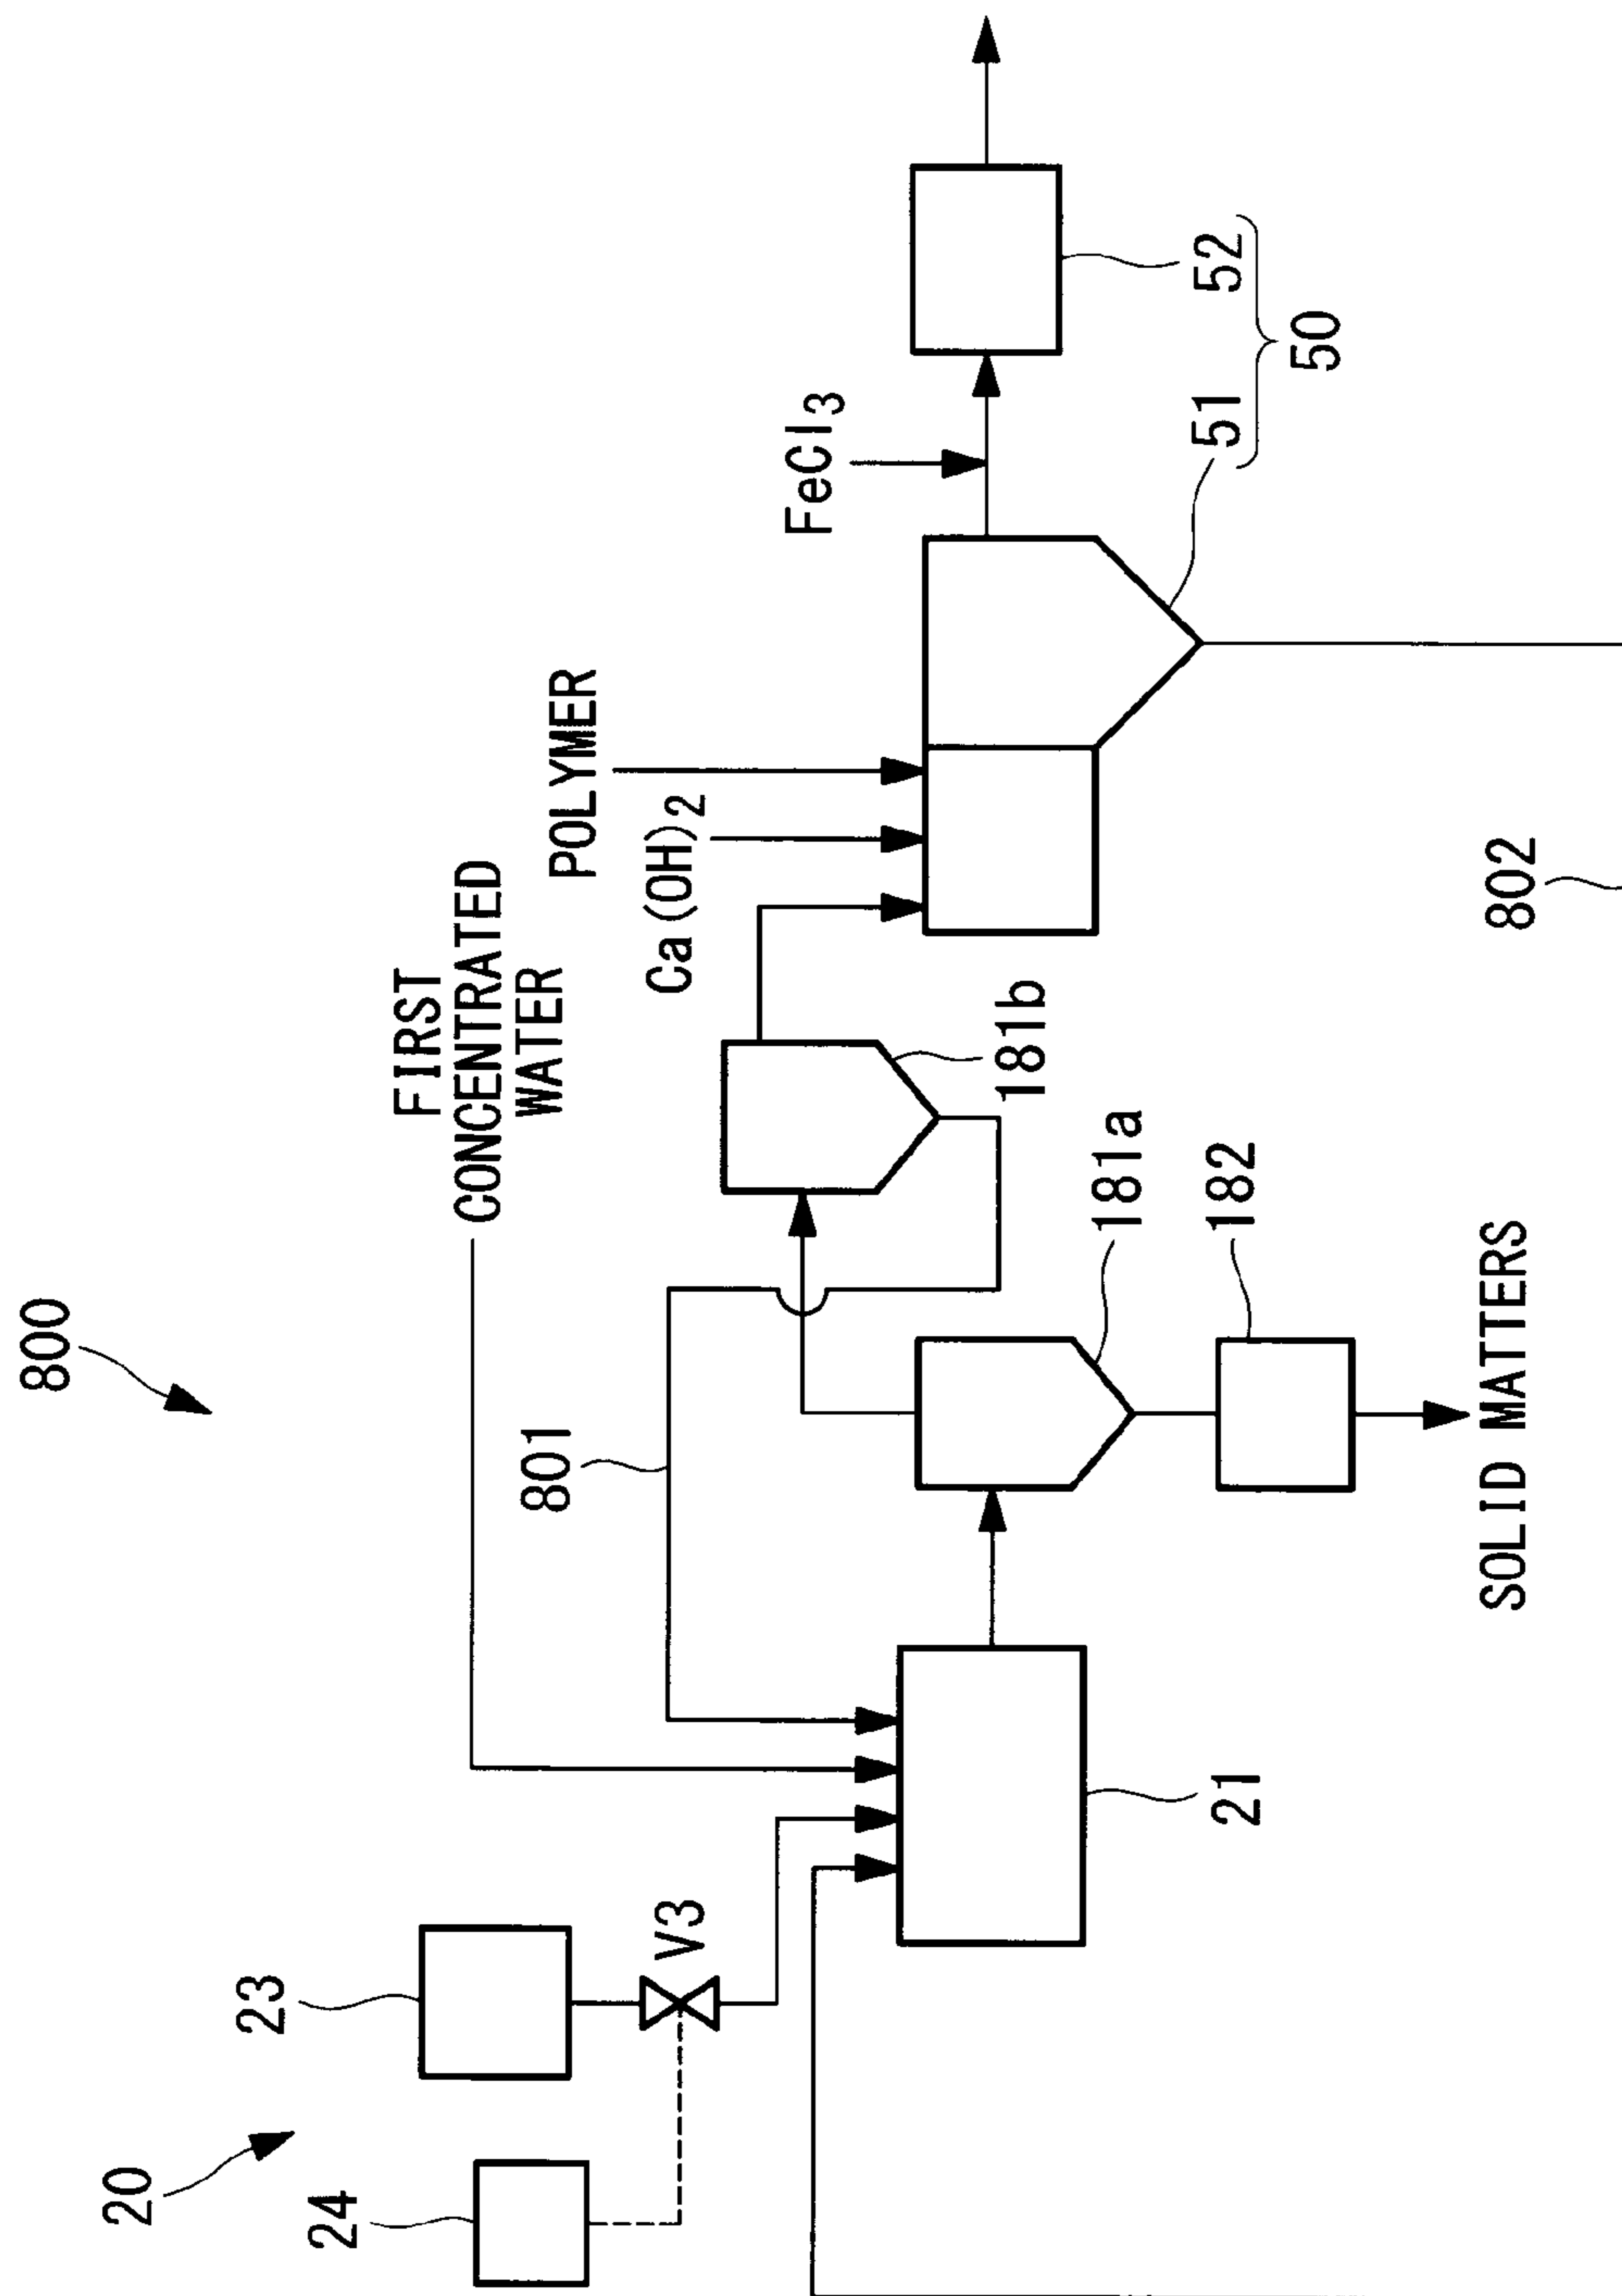 800
20
24
23
V3
FIRST
CONCENTRATED
WATER
801
POLYMER
Ca(OH)2
FeCl3
21
181a
181b
182
SOLID MATTERS
51
52
50
802